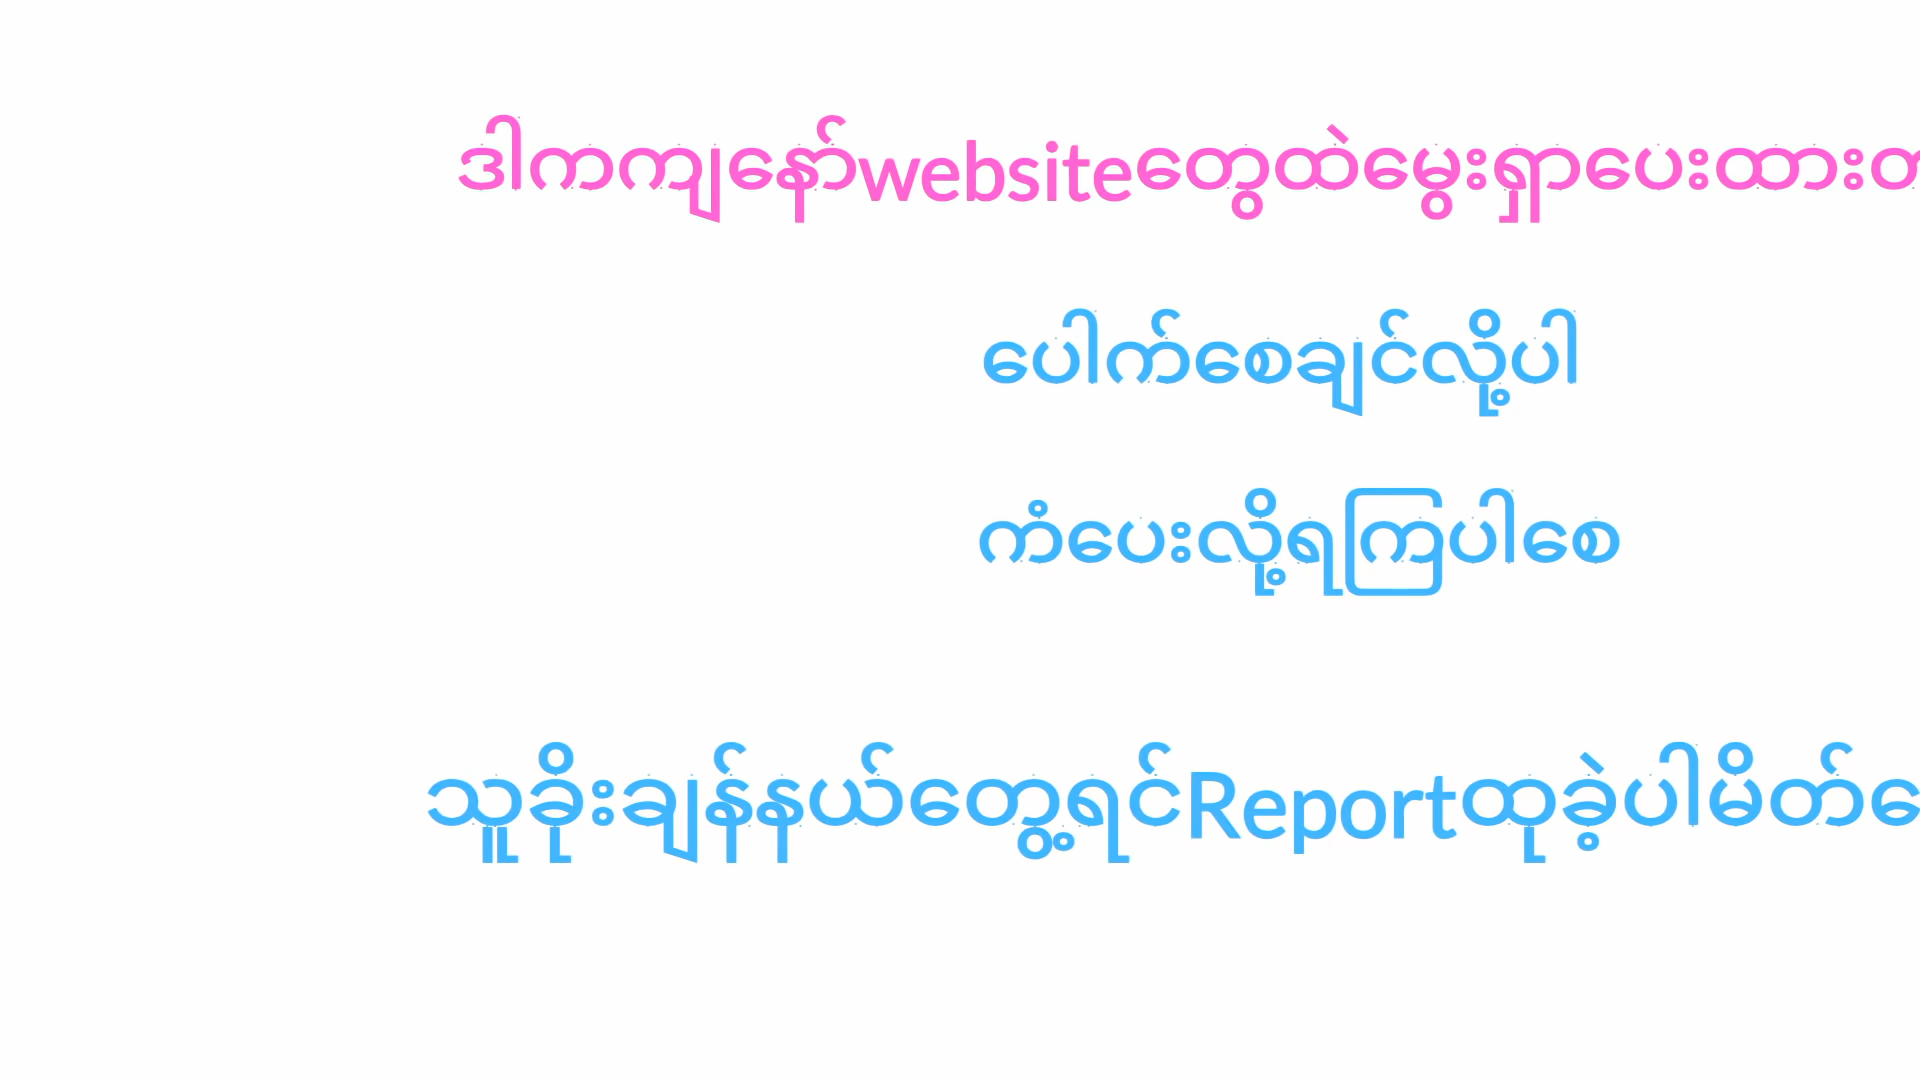 ဒါကကျနော်websiteတွေထဲမွေးရှာပေးထား
ပေါက်စေချင်လို့ပါ
ကံပေးလို့ရကြပါစေ
သူခိုးချန်နယ်တွေ့ရင်Reportထုခဲ့ပါမိတ်